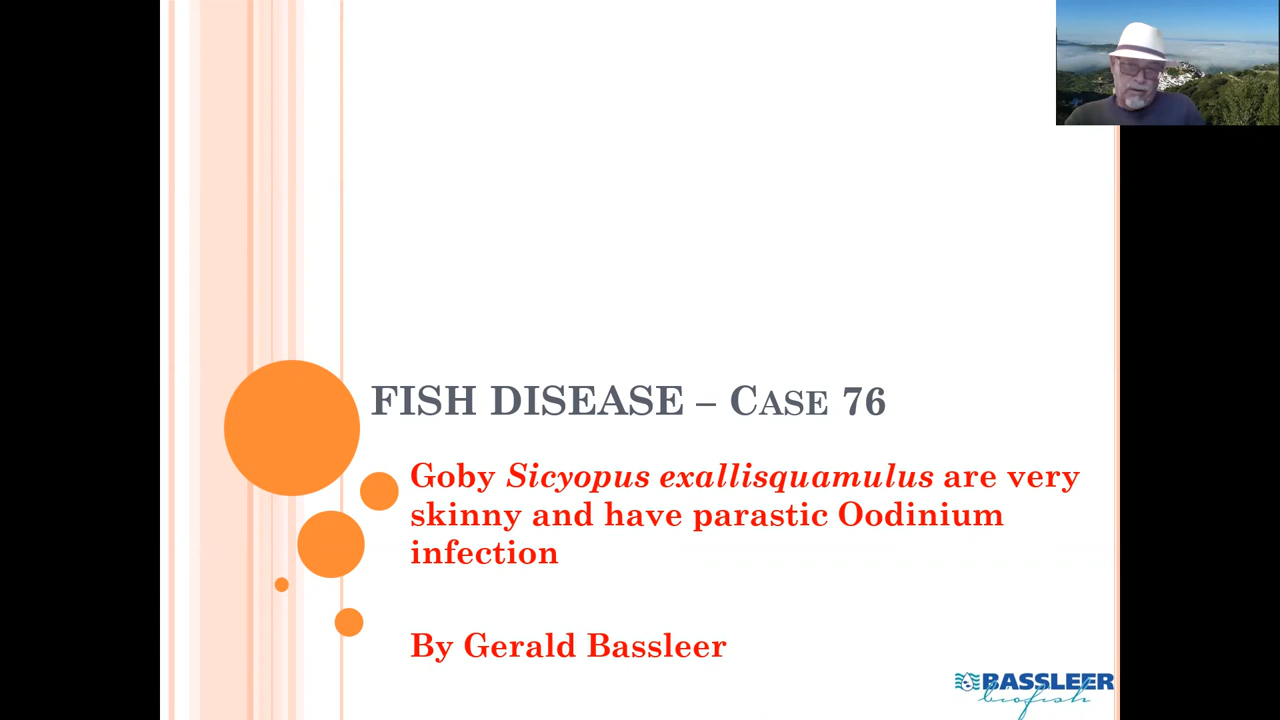 FISH DISEASE – CASE 76
Goby Sicyopus exallisquamulus are very
skinny and have parastic Oodinium
infection
By Gerald Bassleer
BASSLEER
biofish